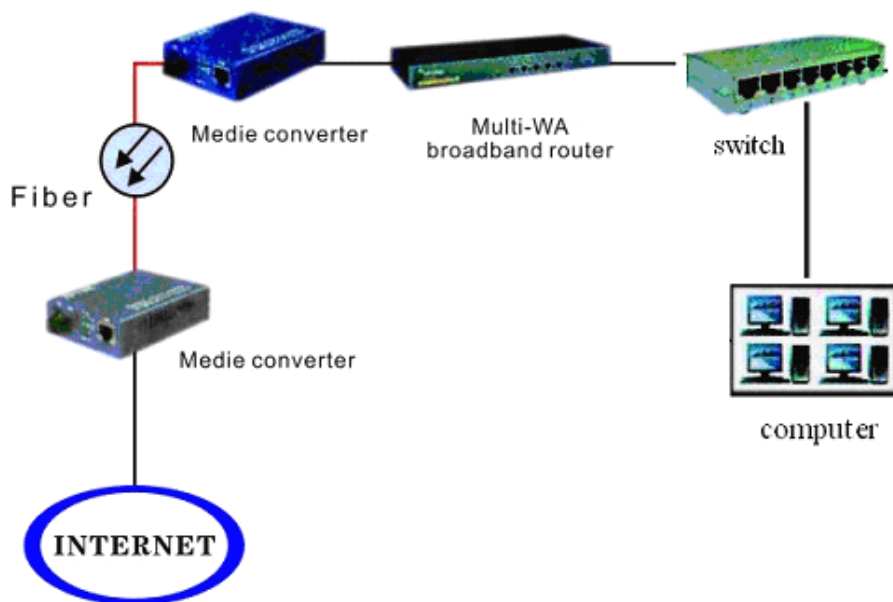 Medie converter
Multi-WA
broadband router
switch
Fiber
Medie converter
computer
INTERNET